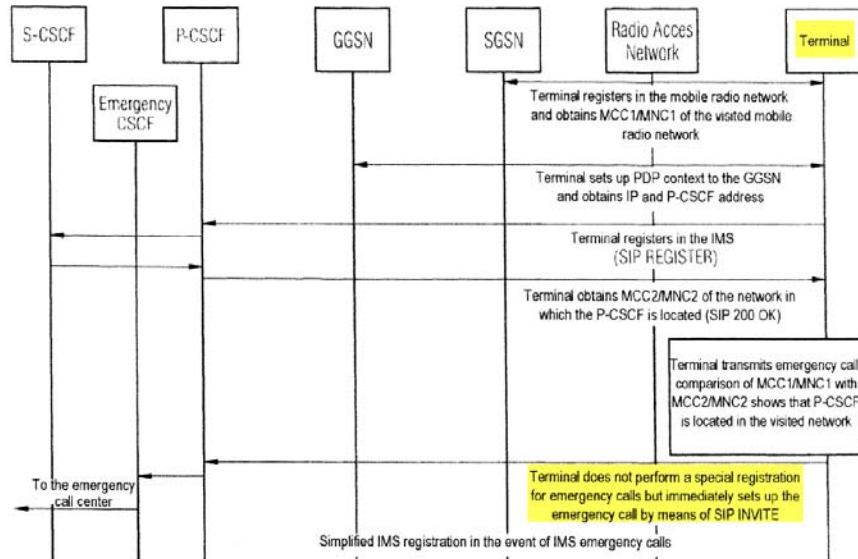 S-CSCF
P-CSCF
GGSN
SGSN
Radio Acces
Network
Terminal
Emergency
CSCF
Terminal registers in the mobile radio network
and obtains MCC1/MNC1 of the visited mobile
radio network
Terminal sets up PDP context to the GGSN
and obtains IP and P-CSCF address
Terminal registers in the IMS
(SIP REGISTER)
Terminal obtains MCC2/MNC2 of the network in
which the P-CSCF is located (SIP 200 OK)
Terminal transmits emergency call
comparison of MCC1/MNC1 with
MCC2/MNC2 shows that P-CSCF
is located in the visited network
To the emergency
call center
Terminal does not perform a special registration
for emergency calls but immediately sets up the
emergency call by means of SIP INVITE
Simplified IMS registration in the event of IMS emergency calls